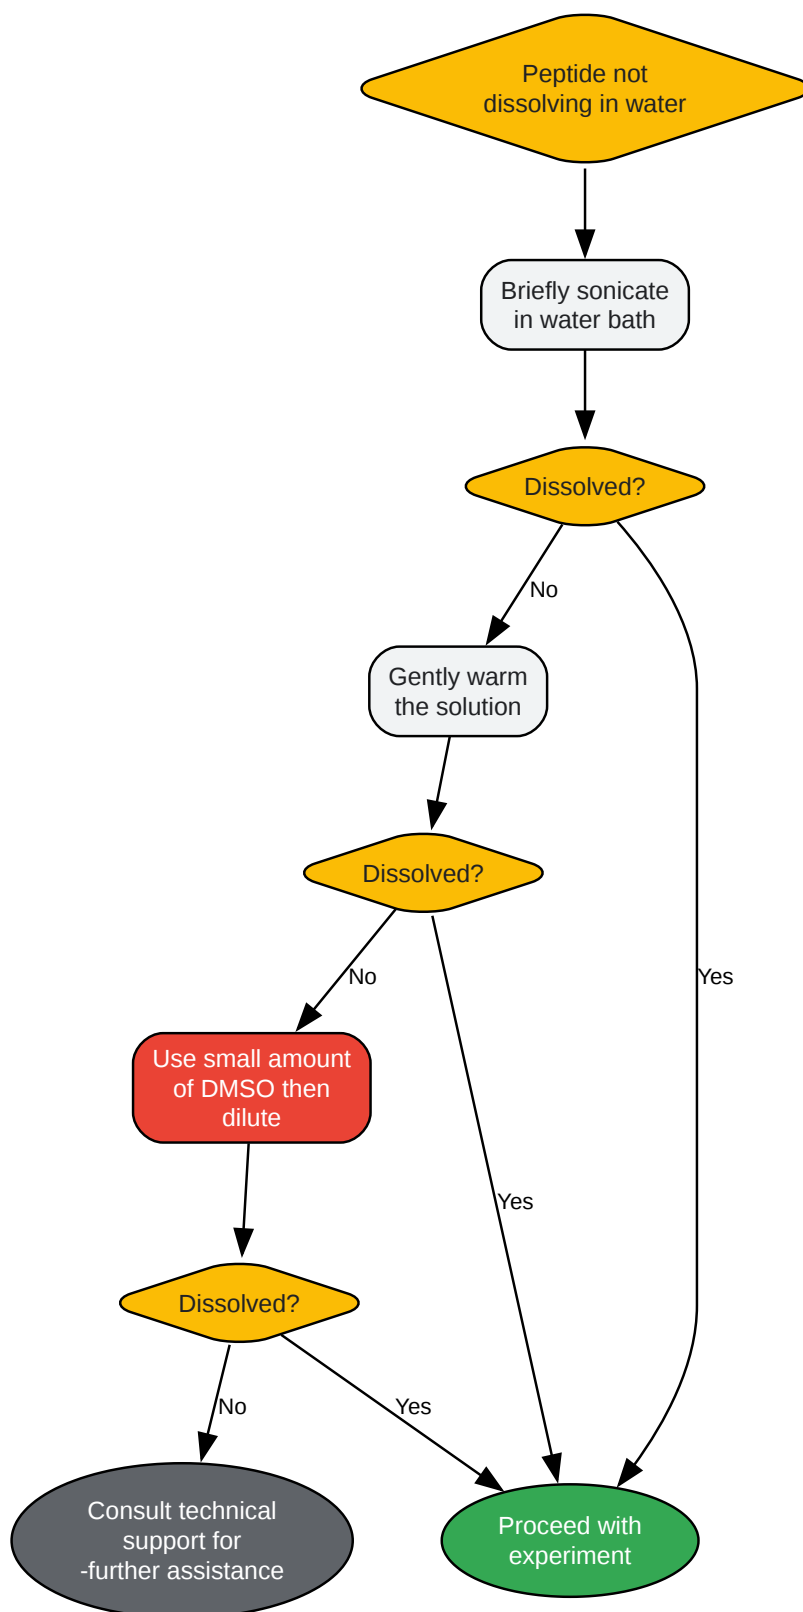 Peptide not
dissolving in water
Briefly sonicate
in water bath
Dissolved?
No
Gently warm
the solution
Dissolved?
No
Yes
Use small amount
of DMSO then
dilute
Yes
Dissolved?
No
Yes
Consult technical
support for
-further assistance
Proceed with
experiment